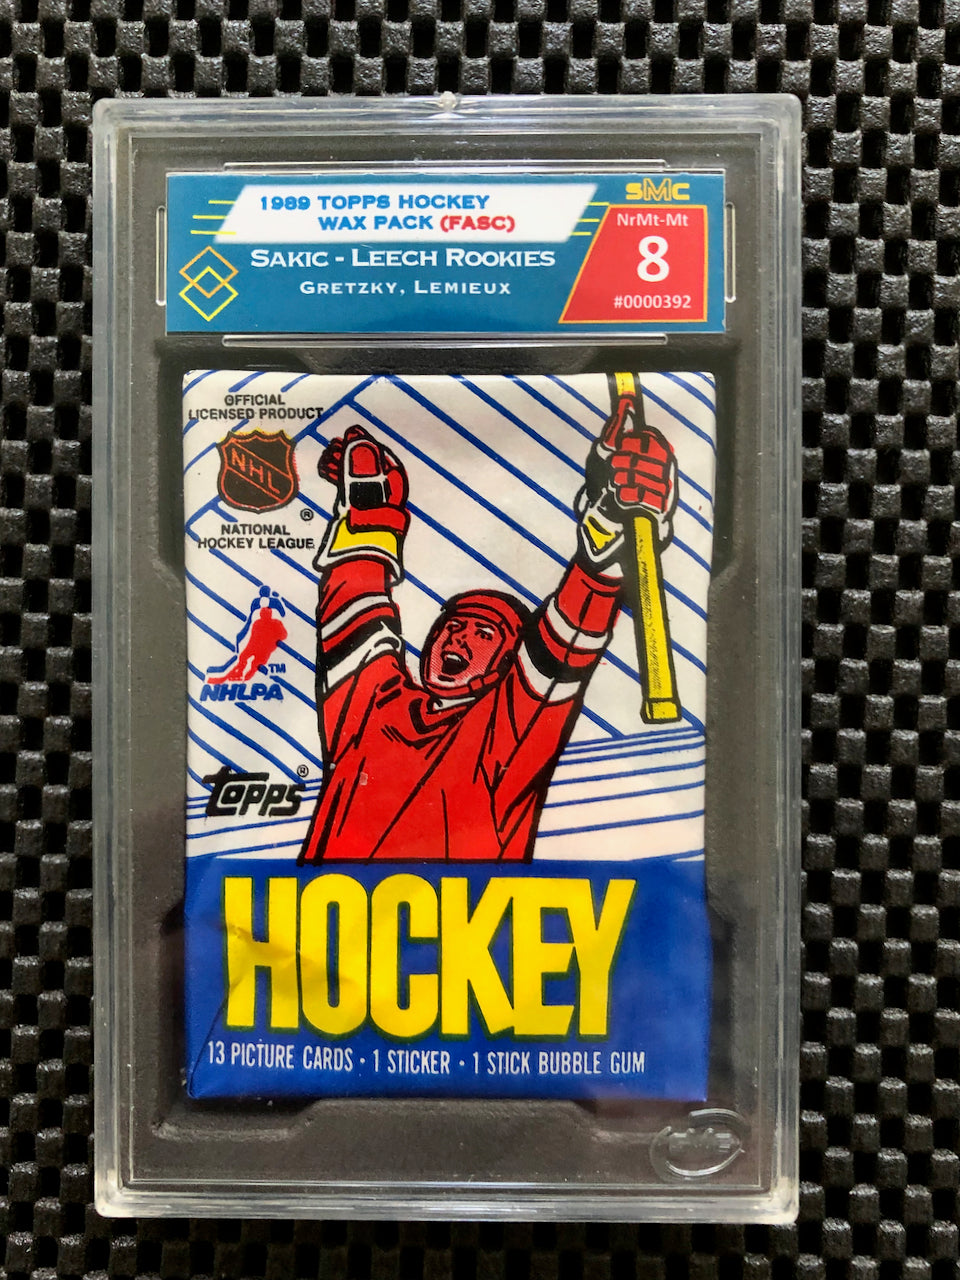 1989 TOPPS HOCKEY
WAX PACK (FASC)
SAKIC - LEECH ROOKIES
GRETZKY, LEMIEUX
SMC
NrMt-Mt
8
#0000392
OFFICIAL
LICENSED PRODUCT
NHL
®
NATIONAL
HOCKEY LEAGUE
TM
NHLPA
topps®
HOCKEY
13 PICTURE CARDS · 1 STICKER · 1 STICK BUBBLE GUM